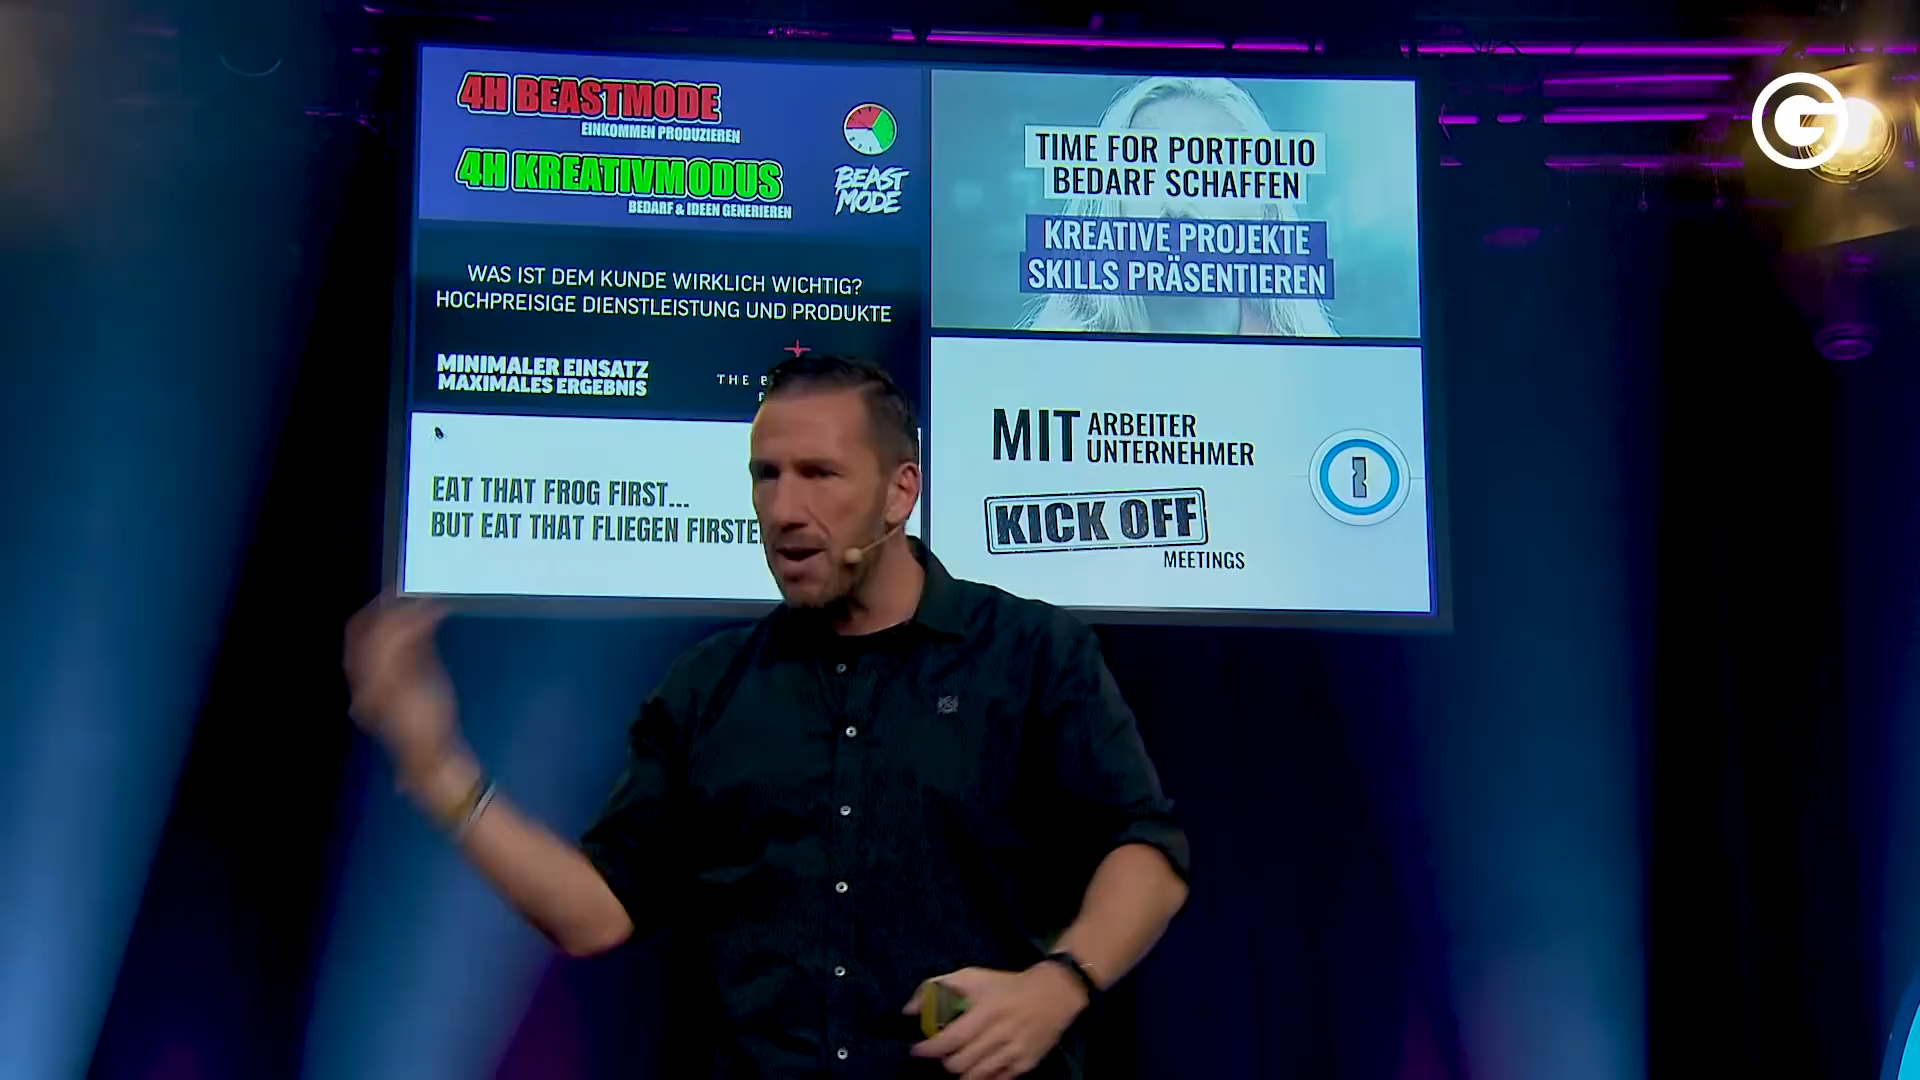 4H BEASTMODE
EINKOMMEN PRODUZIEREN
4H KREATIVMODUS
BEDARF & IDEEN GENERIEREN
BEAST
MODE
WAS IST DEM KUNDE WIRKLICH WICHTIG?
HOCHPREISIGE DIENSTLEISTUNG UND PRODUKTE
MINIMALER EINSATZ
MAXIMALES ERGEBNIS
THE
EAT THAT FROG FIRST...
BUT EAT THAT FLIEGEN
TIME FOR PORTFOLIO
BEDARF SCHAFFEN
KREATIVE PROJEKTE
SKILLS PRÄSENTIEREN
MIT ARBEITER
UNTERNEHMER
KICK OFF
MEETINGS
G